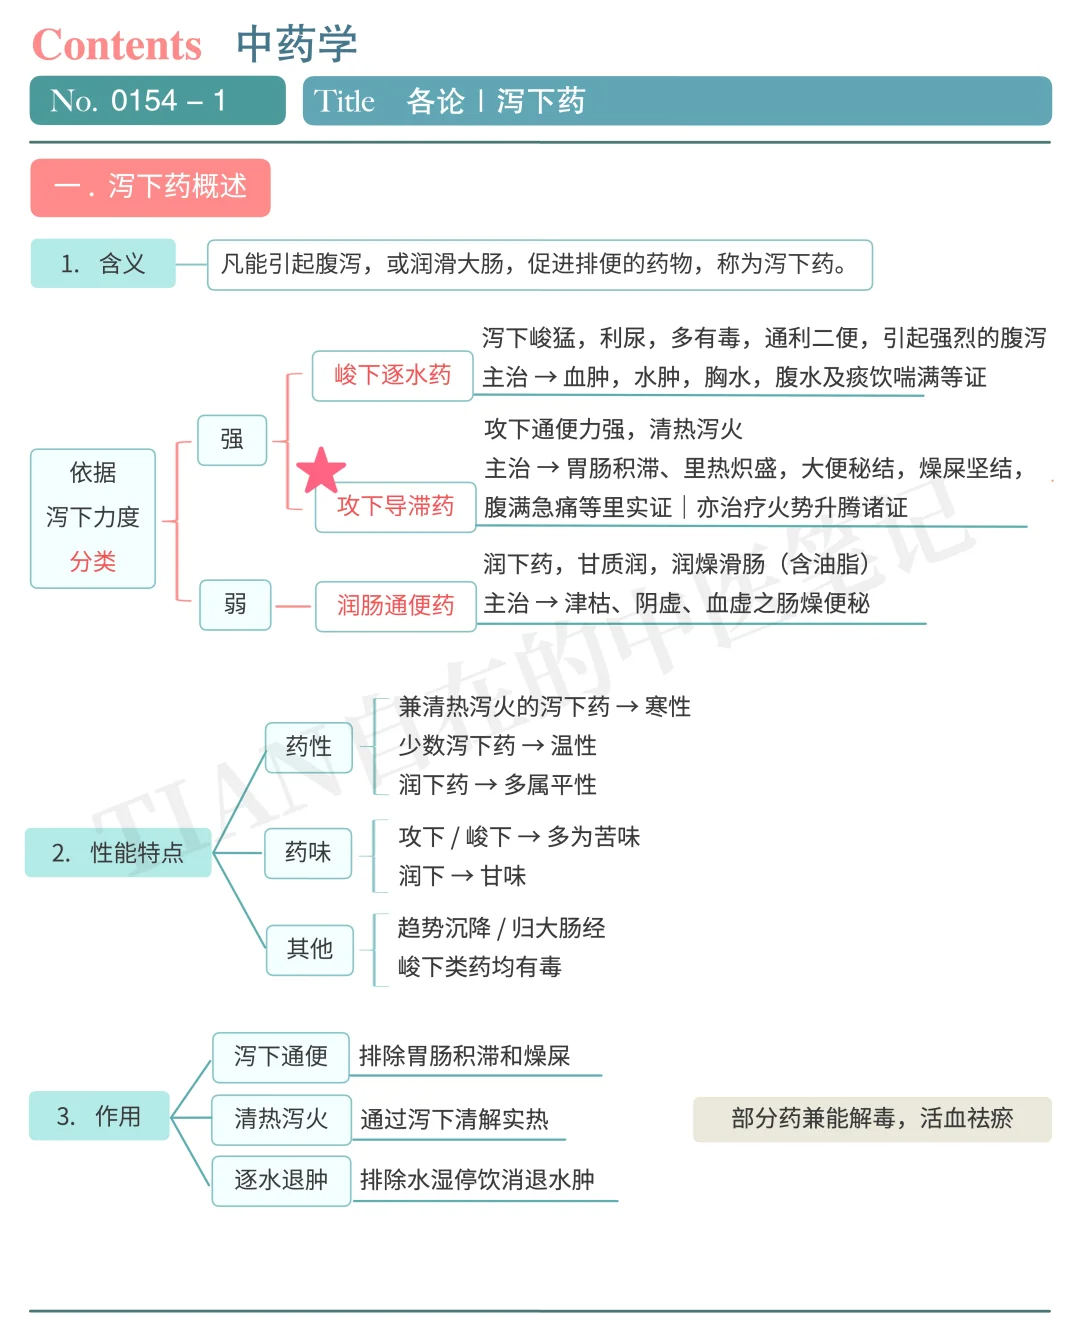 Contents 中药学
No. 0154 – 1
Title 各论 | 泻下药
一 . 泻下药概述
1. 含义
凡能引起腹泻，或润滑大肠，促进排便的药物，称为泻下药。
依据
泻下力度
分类
强
峻下逐水药
泻下峻猛，利尿，多有毒，通利二便，引起强烈的腹泻
主治 → 血肿，水肿，胸水，腹水及痰饮喘满等证
攻下导滞药
攻下通便力强，清热泻火
主治 → 胃肠积滞、里热炽盛，大便秘结，燥屎坚结，
腹满急痛等里实证｜亦治疗火势升腾诸证
弱
润肠通便药
润下药，甘质润，润燥滑肠（含油脂）
主治 → 津枯、阴虚、血虚之肠燥便秘
2. 性能特点
药性
兼清热泻火的泻下药 → 寒性
少数泻下药 → 温性
润下药 → 多属平性
药味
攻下 / 峻下 → 多为苦味
润下 → 甘味
其他
趋势沉降 / 归大肠经
峻下类药均有毒
3. 作用
泻下通便
排除胃肠积滞和燥屎
清热泻火
通过泻下清解实热
逐水退肿
排除水湿停饮消退水肿
部分药兼能解毒，活血祛瘀
TIAN自在的中医笔记